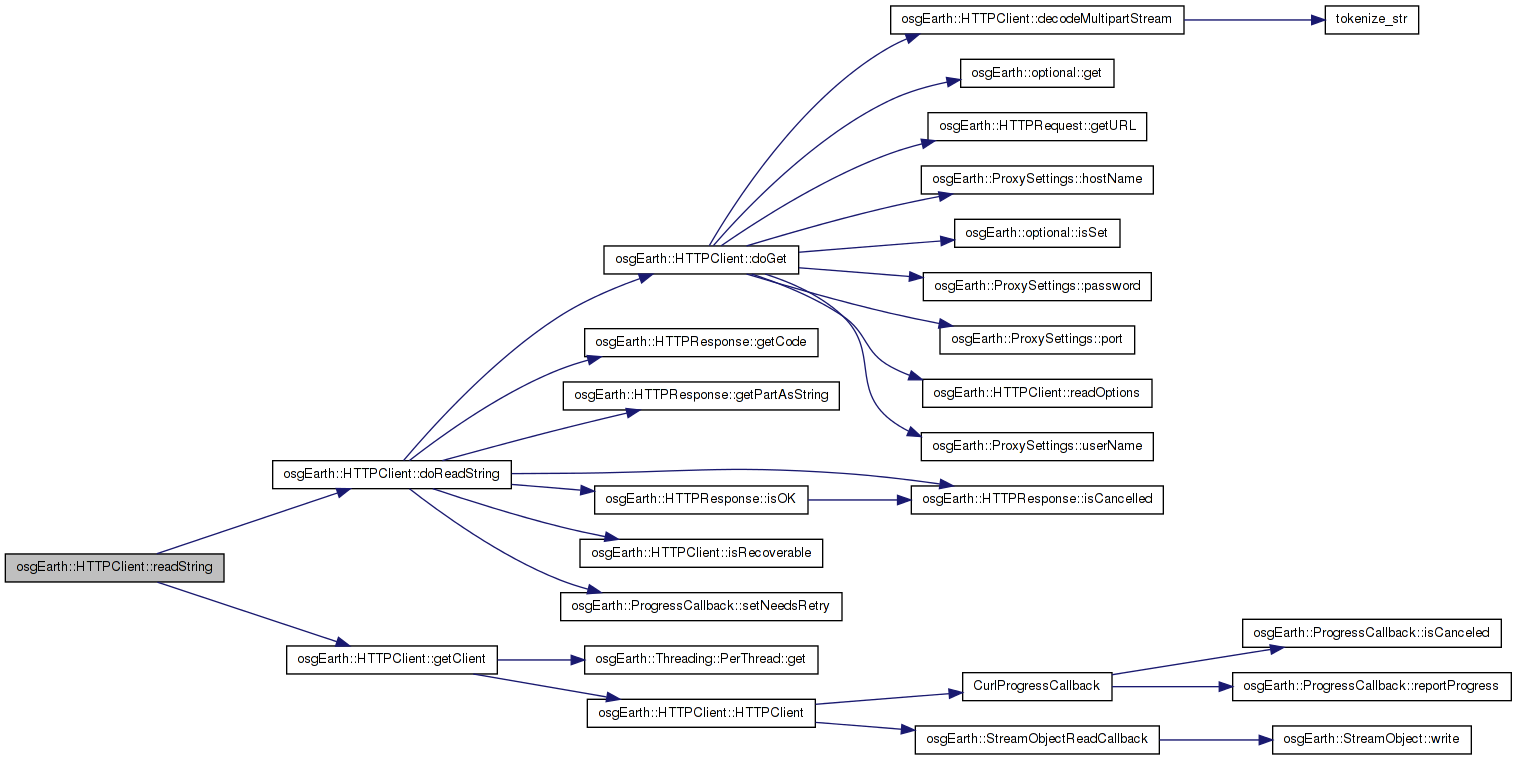 osgEarth::HTTPClient::decodeMultipartStream
tokenize_str
osgEarth::optional::get
osgEarth::HTTPRequest::getURL
osgEarth::ProxySettings::hostName
osgEarth::optional::isSet
osgEarth::HTTPClient::doGet
osgEarth::ProxySettings::password
osgEarth::ProxySettings::port
osgEarth::HTTPResponse::getCode
osgEarth::HTTPClient::readOptions
osgEarth::HTTPResponse::getPartAsString
osgEarth::ProxySettings::userName
osgEarth::HTTPClient::doReadString
osgEarth::HTTPResponse::isOK
osgEarth::HTTPResponse::isCancelled
osgEarth::HTTPClient::isRecoverable
osgEarth::HTTPClient::readString
osgEarth::ProgressCallback::setNeedsRetry
osgEarth::ProgressCallback::isCanceled
osgEarth::HTTPClient::getClient
osgEarth::Threading::PerThread::get
CurlProgressCallback
osgEarth::ProgressCallback::reportProgress
osgEarth::HTTPClient::HTTPClient
osgEarth::StreamObjectReadCallback
osgEarth::StreamObject::write